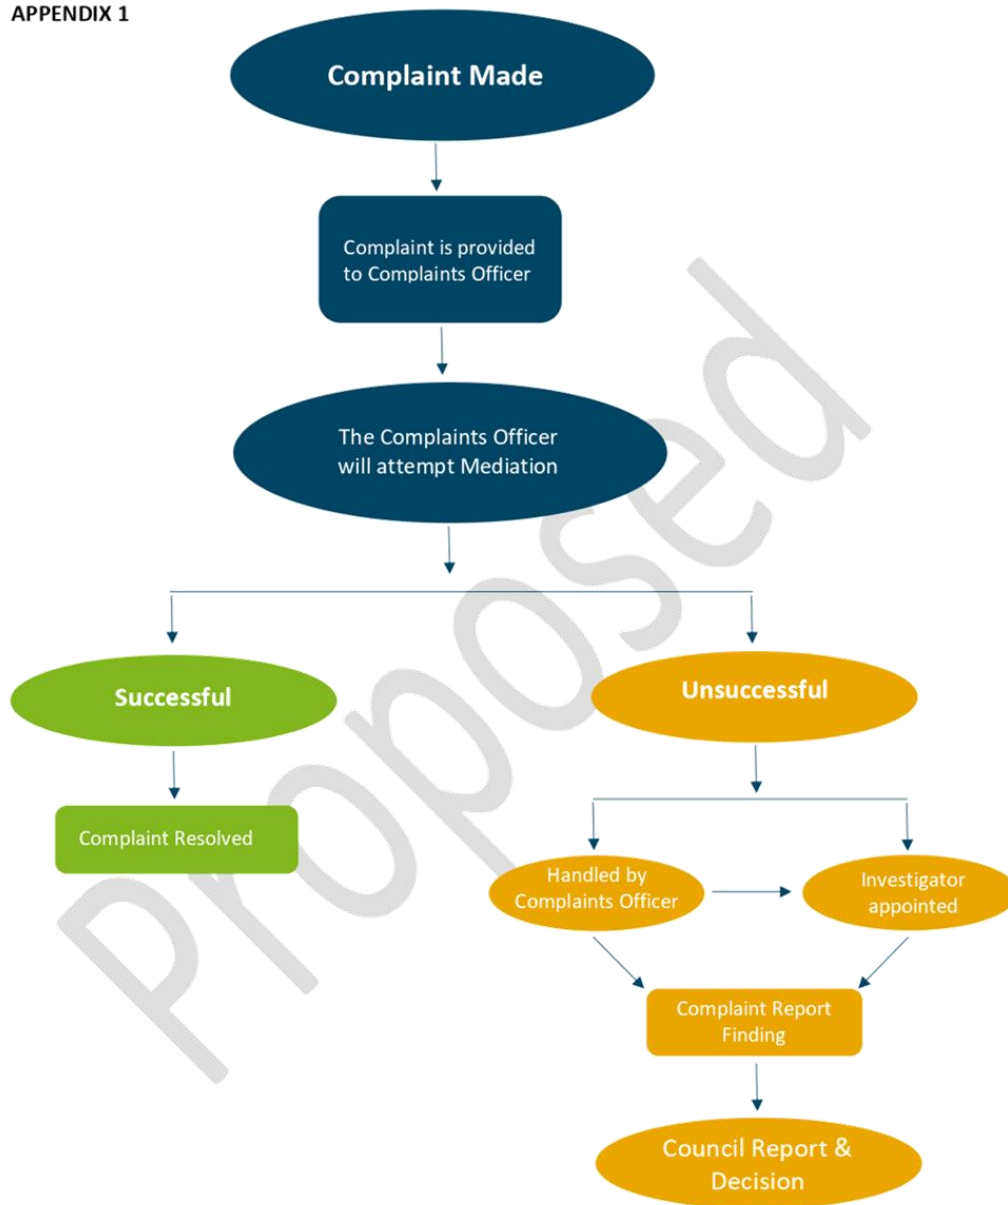 APPENDIX 1
Complaint Made
Complaint is provided
to Complaints Officer
The Complaints Officer
will attempt Mediation
Successful
Unsuccessful
Complaint Resolved
Handled by
Complaints Officer
Investigator
appointed
Complaint Report
Finding
Council Report &
Decision
Proposed